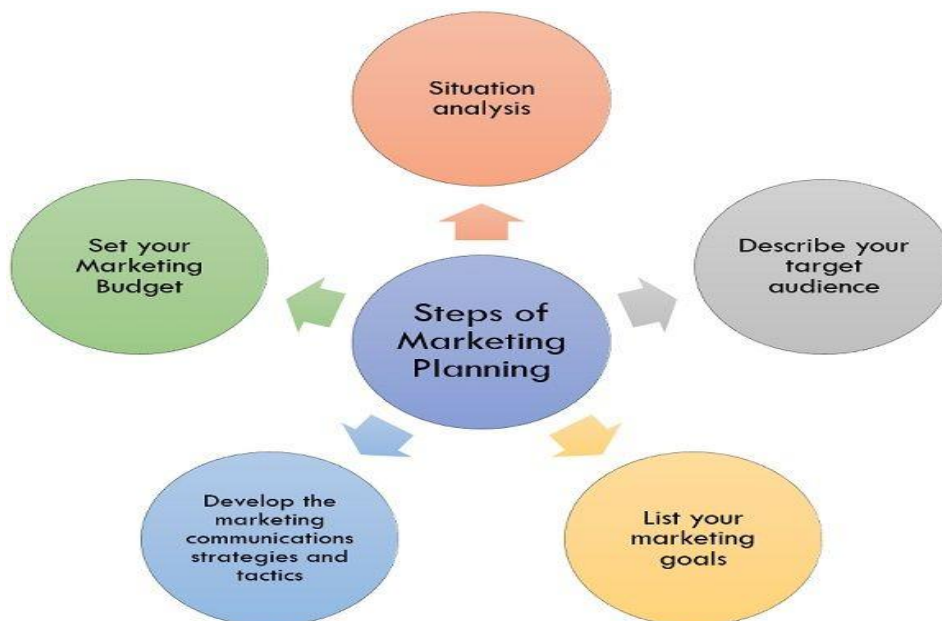 Situation
analysis
Describe your
target
audience
List your
marketing
goals
Develop the
marketing
communications
strategies and
tactics
Set your
Marketing
Budget
Steps of
Marketing
Planning